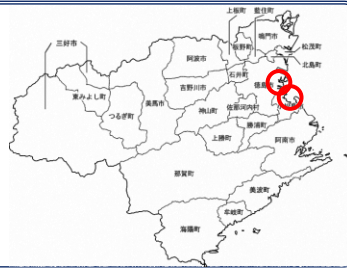 上板町 藍住町
三好市
鳴門市
板野町
松茂町
北島町
阿波市
石井町
東みよし町
吉野川市
徳島市
美馬市
佐那河内村
つるぎ町
神山町
勝浦町
上勝町
阿南市
那賀町
美波町
牟岐町
海陽町